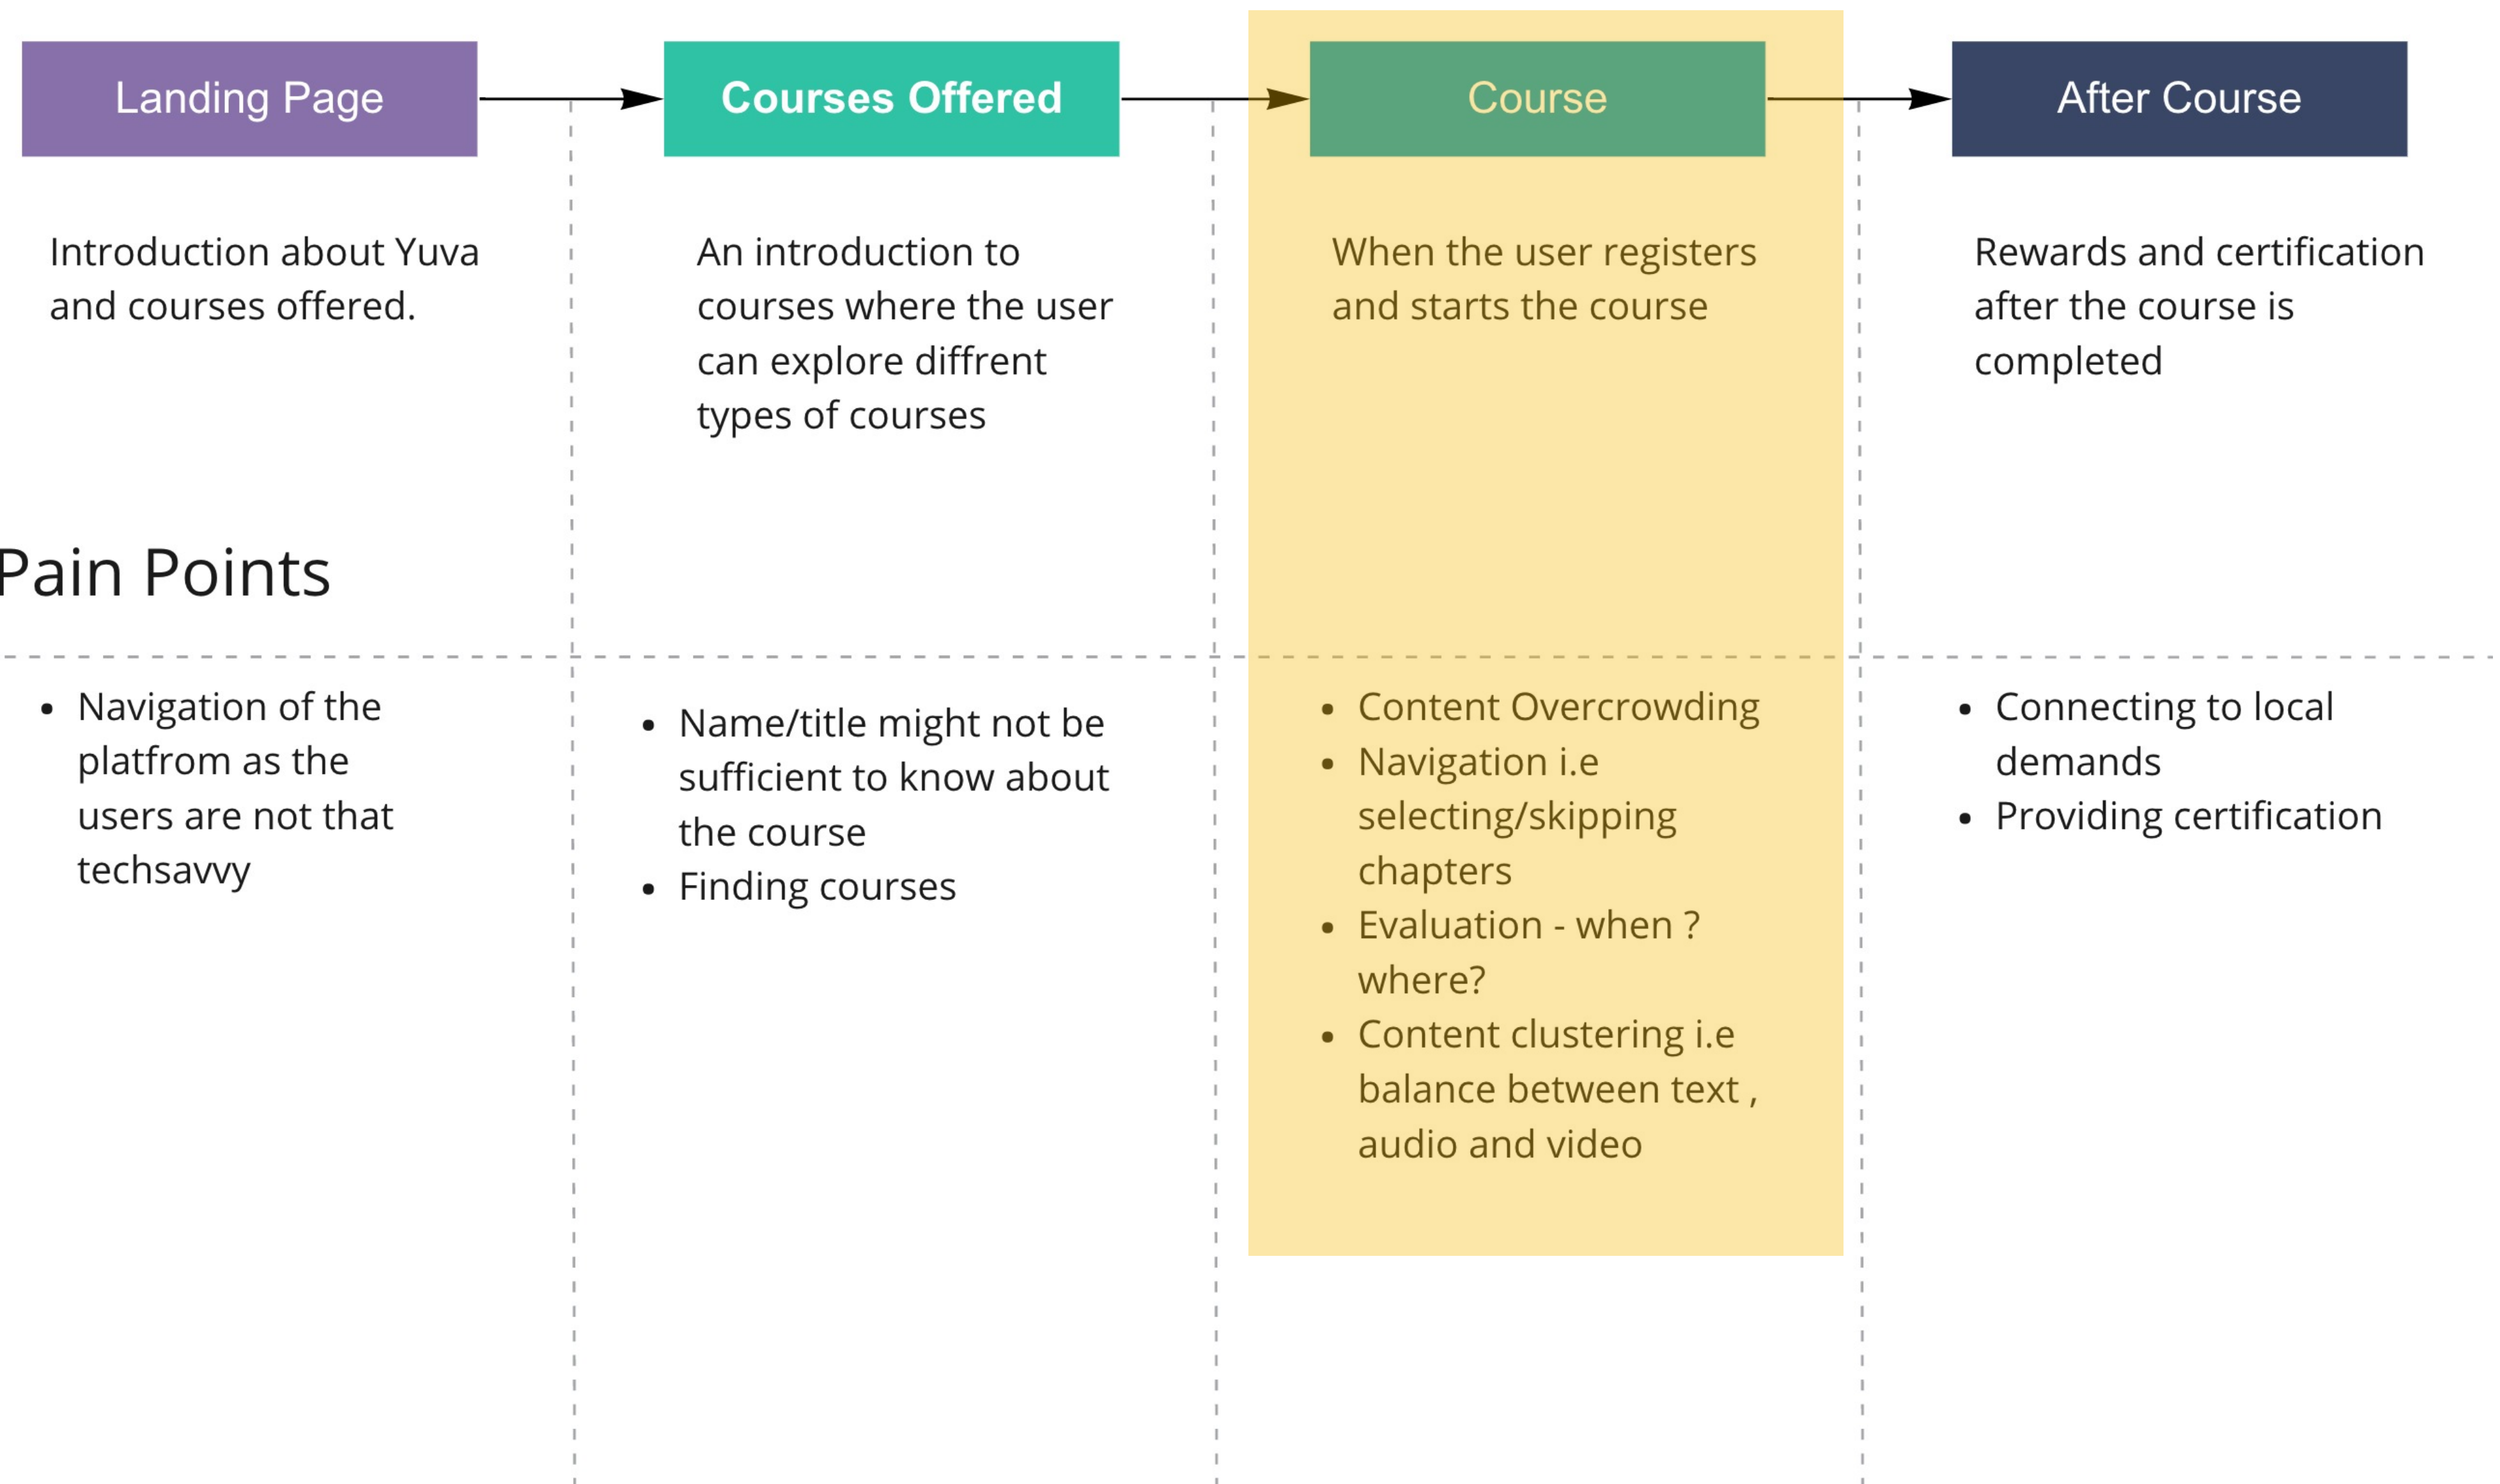 Landing Page
Courses Offered
Course
After Course
Introduction about Yuva
and courses offered.
An introduction to
courses where the user
can explore diffrent
types of courses
When the user registers
and starts the course
Rewards and certification
after the course is
completed
Pain Points
• Navigation of the
platfrom as the
users are not that
techsavvy
• Name/title might not be
sufficient to know about
the course
• Finding courses
• Content Overcrowding
• Navigation i.e
selecting/skipping
chapters
• Evaluation - when ?
where?
• Content clustering i.e
balance between text ,
audio and video
• Connecting to local
demands
• Providing certification